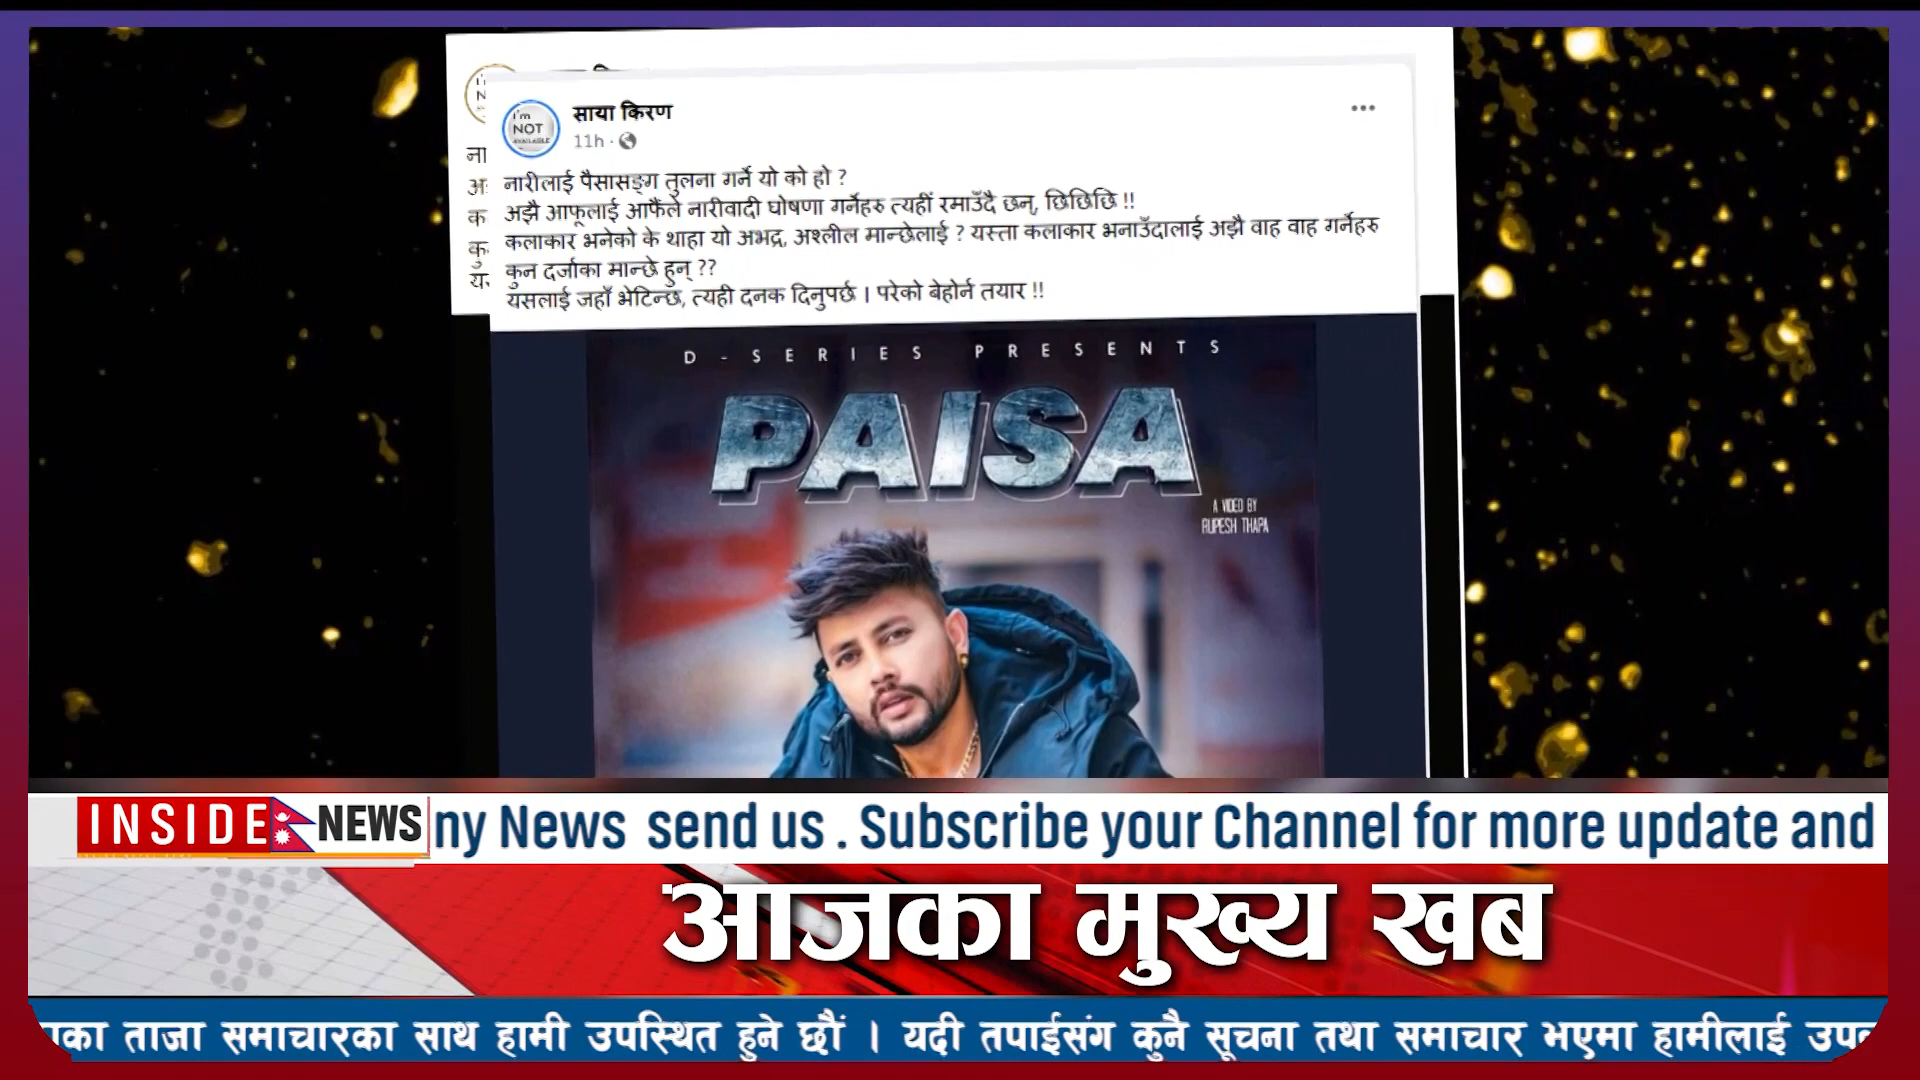 साया किरण
11h
नारीलाई पैसासङ्ग तुलना गर्ने यो को हो ?
अझै आफूलाई आफैंले नारीवादी घोषणा गर्नेहरु त्यहीं रमाउँदै छन्, छिछिछि !!
कलाकार भनेको के थाहा यो अभद्र, अश्लील मान्छेलाई ? यस्ता कलाकार भनाउँदालाई अझै वाह वाह गर्नेहरु
कुन दर्जाका मान्छे हुन् ??
यसलाई जहाँ भेटिन्छ, त्यही दनक दिनुपर्छ । परेको बेहोर्न तयार !!
i'm
NOT
AVAILABLE
D-SERIES PRESENTS
PAISA
A VIDEO BY
RUPESH THAPA
INSIDE NEWS
ny News send us . Subscribe your Channel for more update and
आजका मुख्य खब
का ताजा समाचारका साथ हामी उपस्थित हुने छौं । यदी तपाईसंग कुनै सूचना तथा समाचार भएमा हामीलाई उप